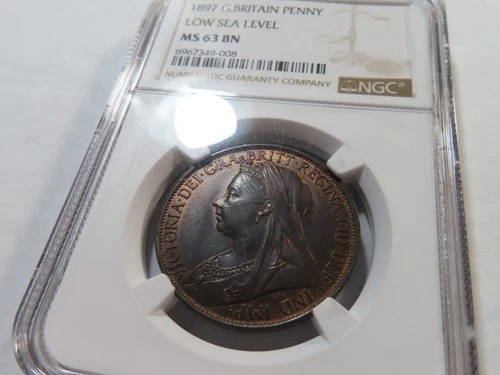 1897 G.BRITAIN PENNY
LOW SEA LEVEL
MS 63 BN
6967349-008
NUMISMATIC GUARANTY COMPANY
NGC
VICTORIA·DEI·GRA·BRITT·REGINA·FID·DEF·
IND·IMP·